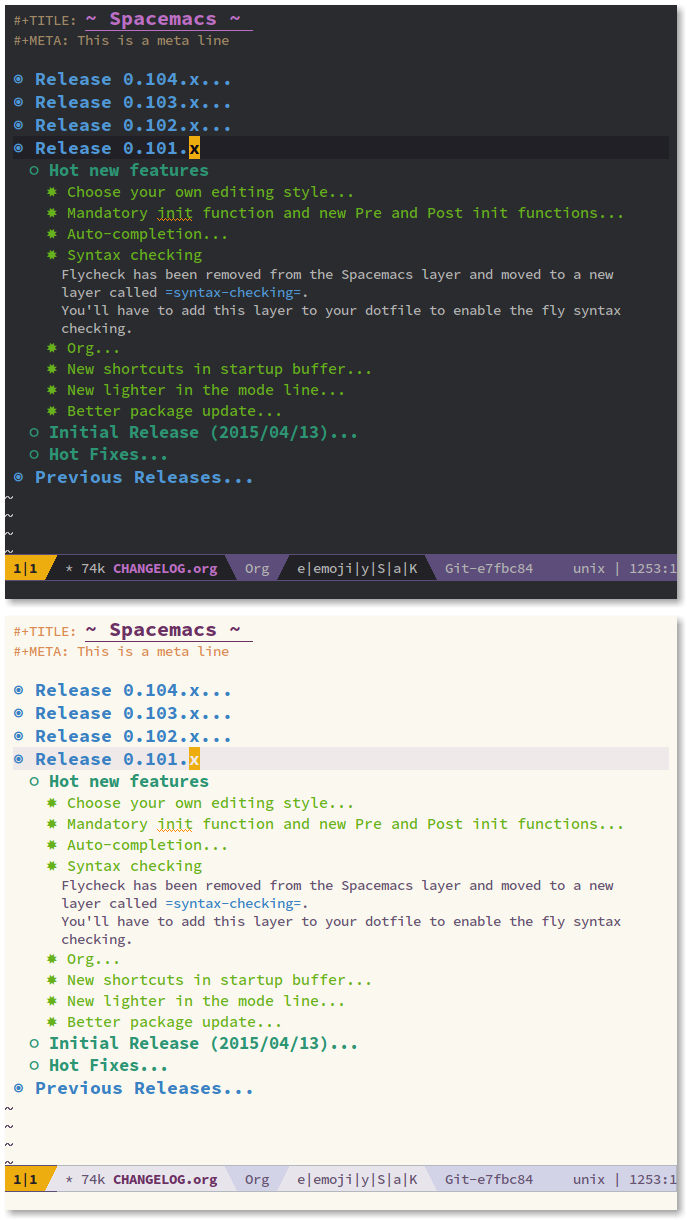 #+TITLE: ~ Spacemacs ~
#+META: This is a meta line
Release 0.104.x...
Release 0.103.x...
Release 0.102.x...
Release 0.101.x
Hot new features
Choose your own editing style...
Mandatory init function and new Pre and Post init functions...
Auto-completion...
Syntax checking
Flycheck has been removed from the Spacemacs layer and moved to a new
layer called =syntax-checking=.
You'll have to add this layer to your dotfile to enable the fly syntax
checking.
Org...
New shortcuts in startup buffer...
New lighter in the mode line...
Better package update...
Initial Release (2015/04/13)...
Hot Fixes...
Previous Releases...
~
~
~
~
1|1 * 74k CHANGELOG.org Org e|emoji|y|S|a|K Git-e7fbc84 unix | 1253:1
#+TITLE: ~ Spacemacs ~
#+META: This is a meta line
Release 0.104.x...
Release 0.103.x...
Release 0.102.x...
Release 0.101.x
Hot new features
Choose your own editing style...
Mandatory init function and new Pre and Post init functions...
Auto-completion...
Syntax checking
Flycheck has been removed from the Spacemacs layer and moved to a new
layer called =syntax-checking=.
You'll have to add this layer to your dotfile to enable the fly syntax
checking.
Org...
New shortcuts in startup buffer...
New lighter in the mode line...
Better package update...
Initial Release (2015/04/13)...
Hot Fixes...
Previous Releases...
~
~
~
~
1|1 * 74k CHANGELOG.org Org e|emoji|y|S|a|K Git-e7fbc84 unix | 1253:1